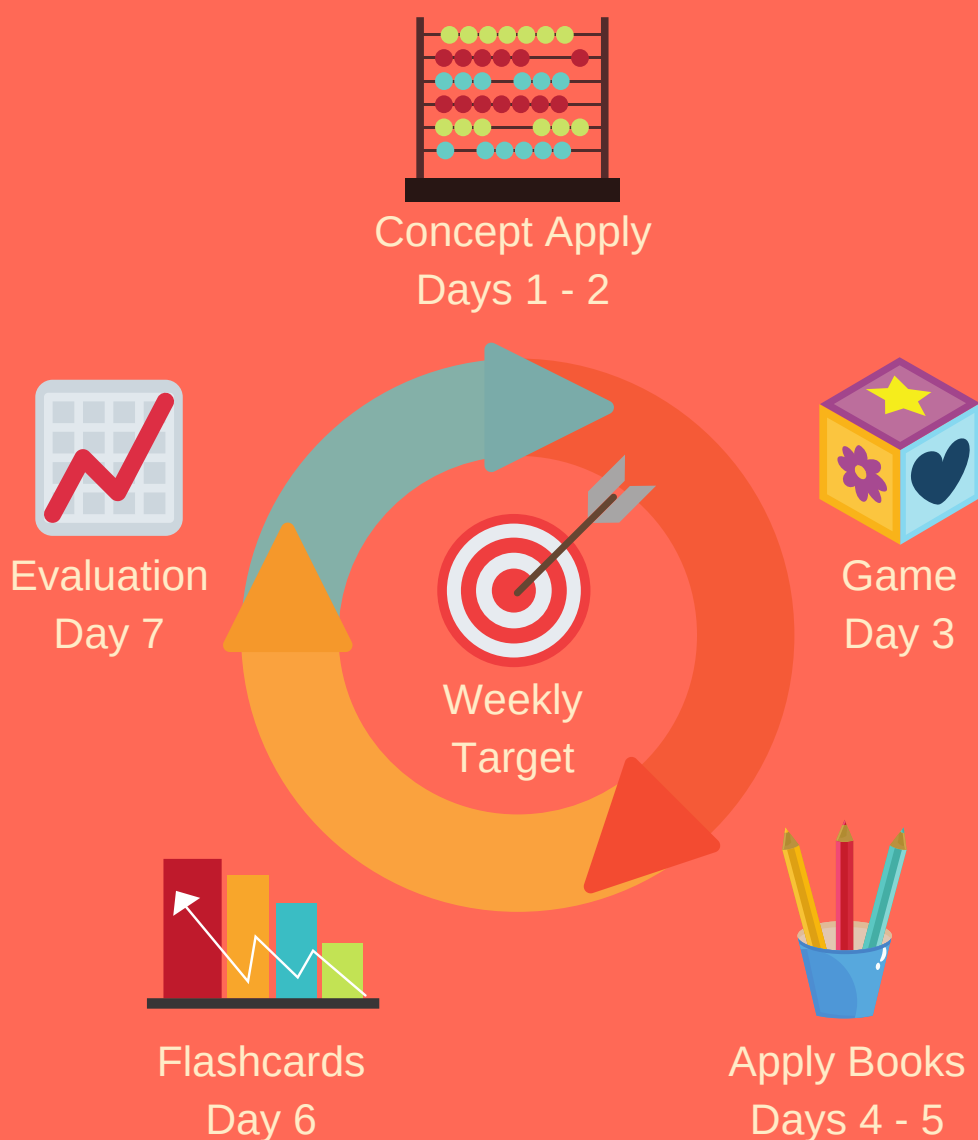 Concept Apply
Days 1 - 2
Game
Day 3
Apply Books
Days 4 - 5
Flashcards
Day 6
Evaluation
Day 7
Weekly
Target